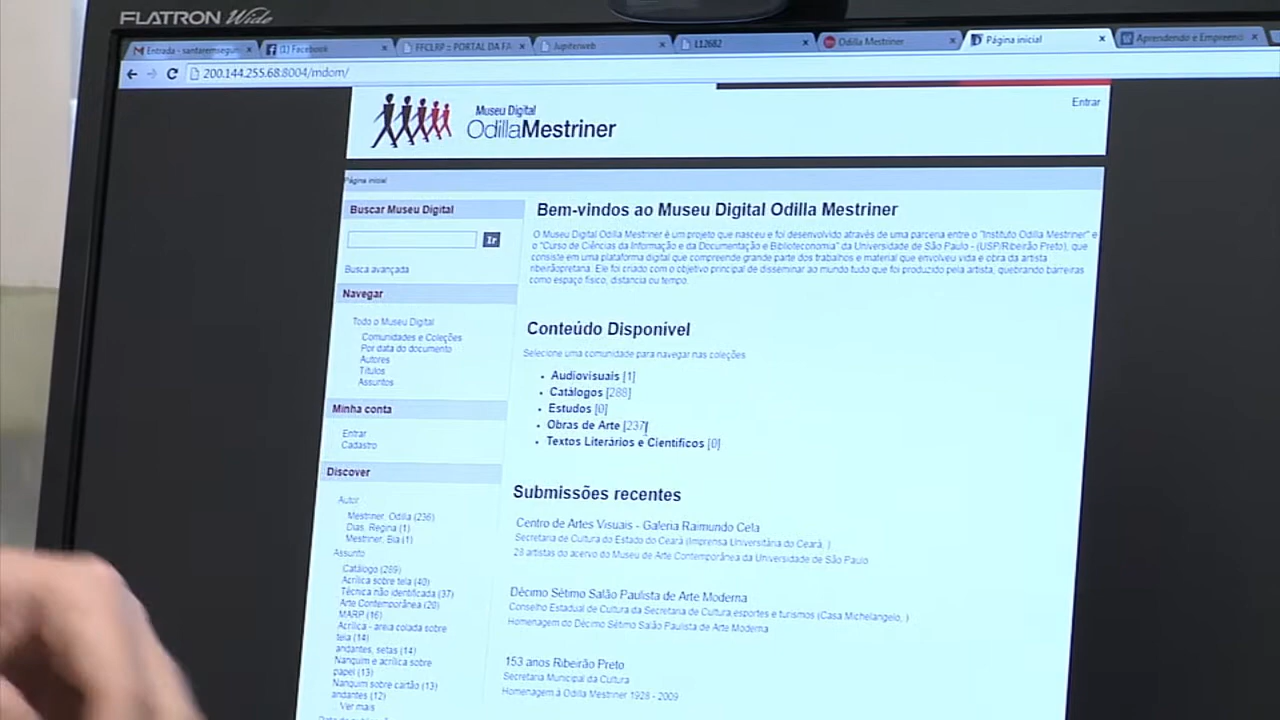 FLATRON Wide
Entrada - santaremsegun
(1) Facebook
FFCLRP :: PORTAL DA FA
Jupiterweb
L12682
Odilla Mestriner
Página inicial
Aprendendo e Empreend
200.144.255.68:8004/mdom/
Museu Digital
OdillaMestriner
Entrar
Página inicial
Buscar Museu Digital
Ir
Busca avançada
Navegar
Todo o Museu Digital
Comunidades e Coleções
Por data do documento
Autores
Títulos
Assuntos
Minha conta
Entrar
Cadastro
Discover
Autor
Mestriner, Odilla (236)
Dias, Regina (1)
Mestriner, Bia (1)
Assunto
Catálogo (289)
Acrílica sobre tela (40)
Técnica não identificada (37)
Arte Contemporânea (20)
MARP (16)
Acrílica - areia colada sobre
tela (14)
andantes, setas (14)
Nanquim e acrílica sobre
papel (13)
Nanquim sobre cartão (13)
andantes (12)
... Ver mais
Bem-vindos ao Museu Digital Odilla Mestriner
O Museu Digital Odilla Mestriner é um projeto que nasceu e foi desenvolvido através de uma parceria entre o "Instituto Odilla Mestriner" e
o "Curso de Ciências da Informação e da Documentação e Biblioteconomia" da Universidade de São Paulo - (USP/Ribeirão Preto), que
consiste em uma plataforma digital que compreende grande parte dos trabalhos e material que envolveu vida e obra da artista
ribeirãopretana. Ele foi criado com o objetivo principal de disseminar ao mundo tudo que foi produzido pela artista, quebrando barreiras
como espaço físico, distancia ou tempo.
Conteúdo Disponível
Selecione uma comunidade para navegar nas coleções
Audiovisuais [1]
Catálogos [288]
Estudos [0]
Obras de Arte [237]
Textos Literários e Científicos [0]
Submissões recentes
Centro de Artes Visuais - Galeria Raimundo Cela
Secretaria de Cultura do Estado do Ceará (Imprensa Universitária do Ceará, )
28 artistas do acervo do Museu de Arte Contemporânea da Universidade de São Paulo
Décimo Sétimo Salão Paulista de Arte Moderna
Conselho Estadual de Cultura da Secretaria de Cultura,esportes e turismos (Casa Michelangelo, )
Homenagem do Décimo Sétimo Salão Paulista de Arte Moderna
153 anos Ribeirão Preto
Secretaria Municipal da Cultura
Homenagem à Odilla Mestriner 1928 - 2009